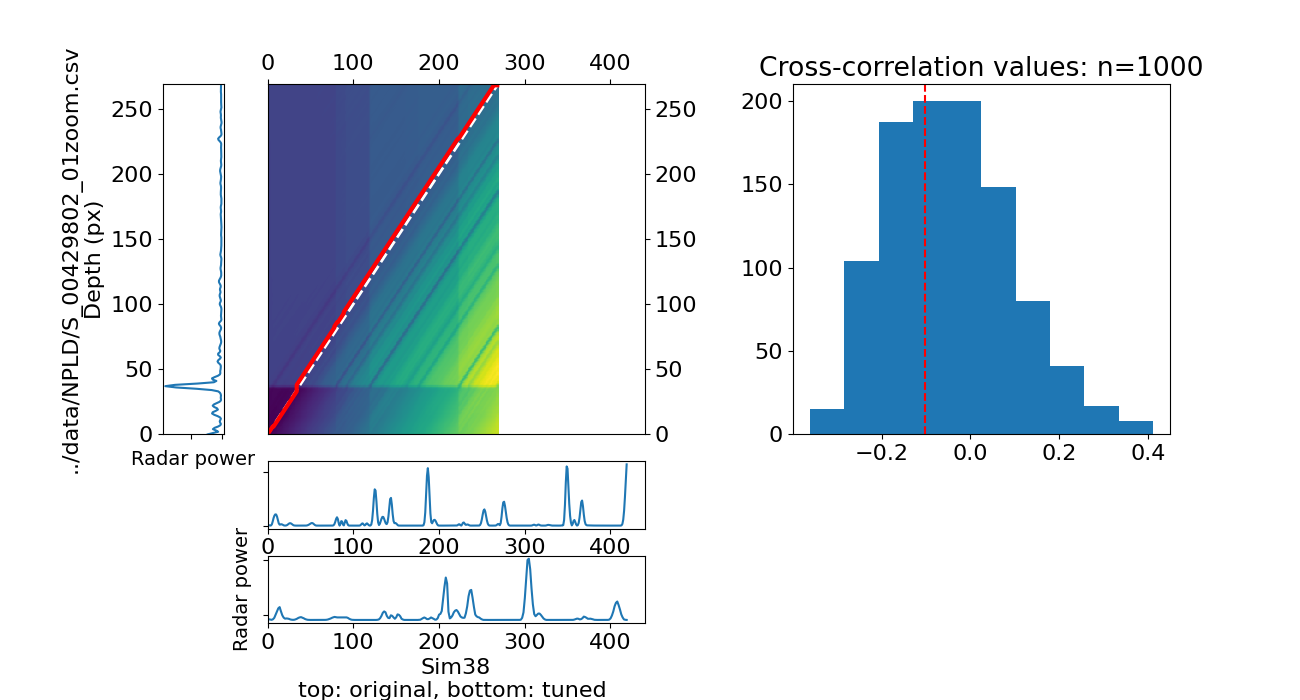 0 100 200 300 400
Cross-correlation values: n=1000
../data/NPLD/S_00429802_01zoom.csv
Depth (px)
250
200
150
100
50
0
250
200
150
100
50
0
200
150
100
50
0
−0.2 0.0 0.2 0.4
Radar power
0 100 200 300 400
Radar power
0 100 200 300 400
Sim38
top: original, bottom: tuned